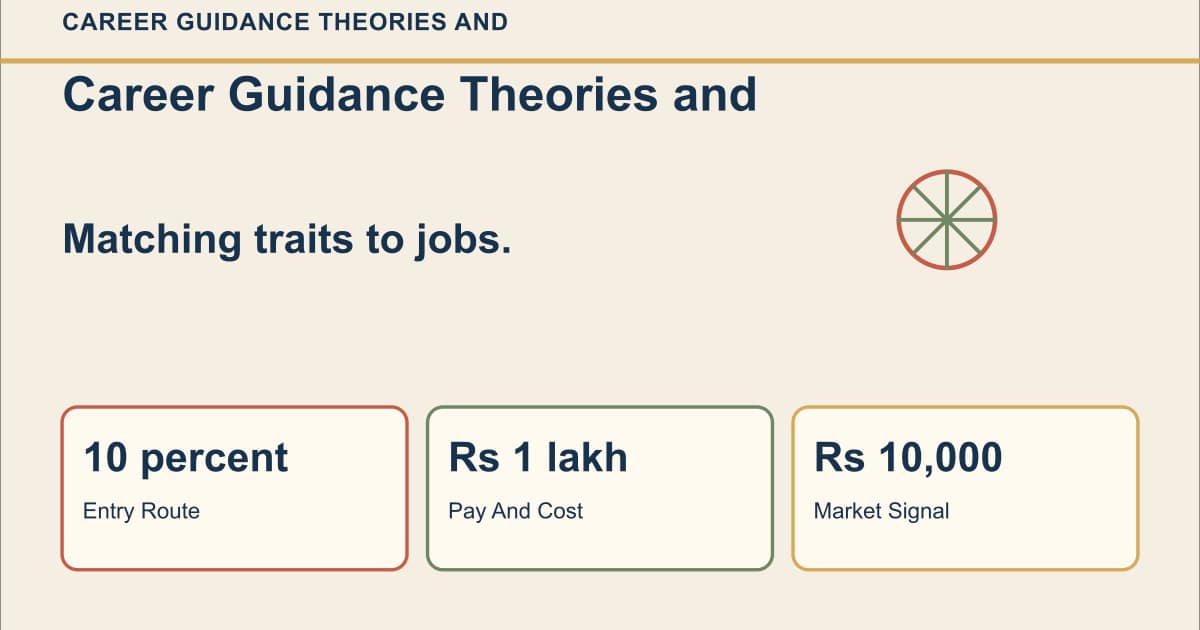 CAREER GUIDANCE THEORIES AND
Career Guidance Theories and
Matching traits to jobs.
10 percent
Entry Route
Rs 1 lakh
Pay And Cost
Rs 10,000
Market Signal